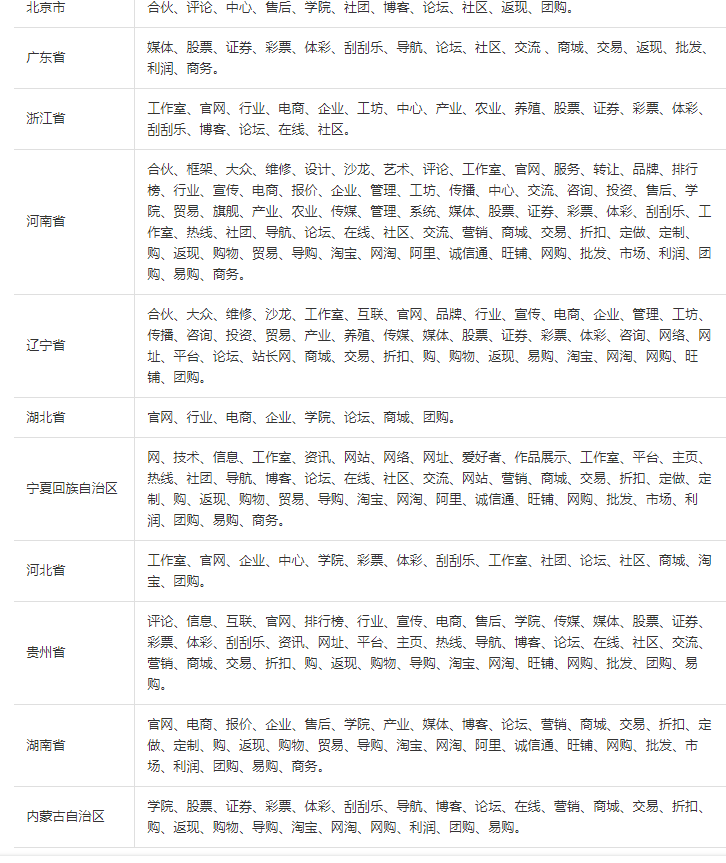 北京市
合伙、评论、中心、售后、学院、社团、博客、论坛、社区、返现、团购。
广东省
媒体、股票、证券、彩票、体彩、刮刮乐、导航、论坛、社区、交流 、商城、交易、返现、批发、
利润、商务。
浙江省
工作室、官网、行业、电商、企业、工坊、中心、产业、农业、养殖、股票、证券、彩票、体彩、
刮刮乐、博客、论坛、在线、社区。
河南省
合伙、框架、大众、维修、设计、沙龙、艺术、评论、工作室、官网、服务、转让、品牌、排行
榜、行业、宣传、电商、报价、企业、管理、工坊、传播、中心、交流、咨询、投资、售后、学
院、贸易、旗舰、产业、农业、传媒、管理、系统、媒体、股票、证券、彩票、体彩、刮刮乐、工
作室、热线、社团、导航、论坛、在线、社区、交流、营销、商城、交易、折扣、定做、定制、
购、返现、购物、贸易、导购、淘宝、网淘、阿里、诚信通、旺铺、网购、批发、市场、利润、团
购、易购、商务。
辽宁省
合伙、大众、维修、沙龙、工作室、互联、官网、品牌、行业、宣传、电商、企业、管理、工坊、
传播、咨询、投资、贸易、产业、养殖、传媒、媒体、股票、证券、彩票、体彩、咨询、网络、网
址、平台、论坛、站长网、商城、交易、折扣、购、购物、返现、易购、淘宝、网淘、网购、旺
铺、团购。
湖北省
官网、行业、电商、企业、学院、论坛、商城、团购。
宁夏回族自治区
网、技术、信息、工作室、资讯、网站、网络、网址、爱好者、作品展示、工作室、平台、主页、
热线、社团、导航、博客、论坛、在线、社区、交流、网站、营销、商城、交易、折扣、定做、定
制、购、返现、购物、贸易、导购、淘宝、网淘、阿里、诚信通、旺铺、网购、批发、市场、利
润、团购、易购、商务。
河北省
工作室、官网、企业、中心、学院、彩票、体彩、刮刮乐、工作室、社团、论坛、社区、商城、淘
宝、团购。
贵州省
评论、信息、互联、官网、排行榜、行业、宣传、电商、售后、学院、传媒、媒体、股票、证券、
彩票、体彩、刮刮乐、资讯、网址、平台、主页、热线、导航、博客、论坛、在线、社区、交流、
营销、商城、交易、折扣、购、返现、购物、导购、淘宝、网淘、旺铺、网购、批发、团购、易
购。
湖南省
官网、电商、报价、企业、售后、学院、产业、媒体、博客、论坛、营销、商城、交易、折扣、定
做、定制、购、返现、购物、贸易、导购、淘宝、网淘、阿里、诚信通、旺铺、网购、批发、市
场、利润、团购、易购、商务。
内蒙古自治区
学院、股票、证券、彩票、体彩、刮刮乐、导航、博客、论坛、在线、营销、商城、交易、折扣、
购、返现、购物、导购、淘宝、网淘、网购、利润、团购、易购。